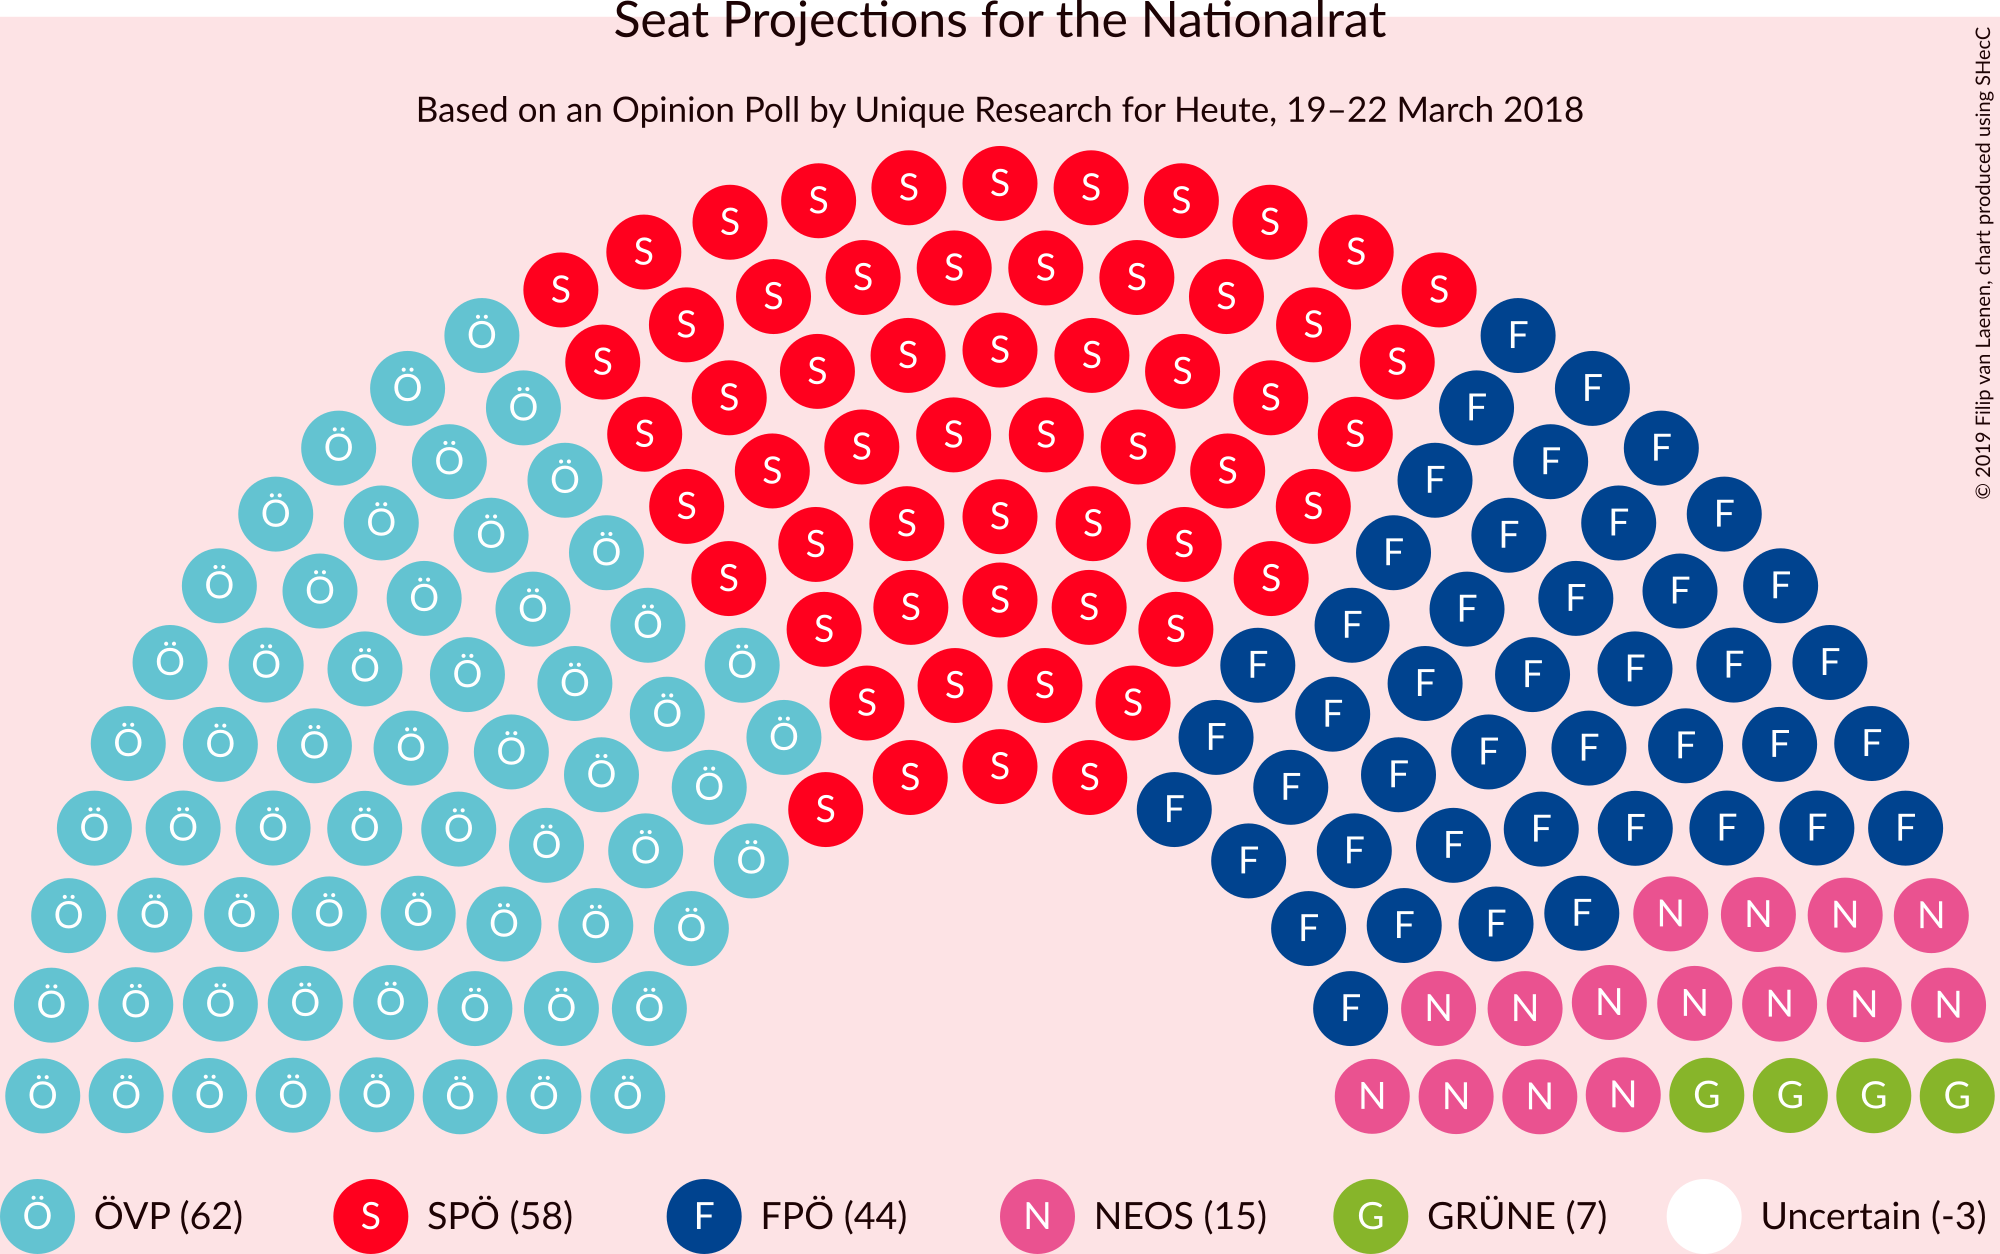 Seat Projections for the Nationalrat
Based on an Opinion Poll by Unique Research for Heute, 19–22 March 2018
© 2019 Filip van Laenen, chart produced using SHecC
S S S S S S S S S S S
Ö S S S S S S S S S S F
Ö Ö S S S S S S S S S F F
Ö Ö Ö S S S S S S S S F F F
Ö Ö Ö Ö S S S S S S S F F F F
Ö Ö Ö Ö Ö S S S S S F F F F F
Ö Ö Ö Ö Ö Ö Ö S S S S F F F F F F F
Ö Ö Ö Ö Ö Ö Ö Ö S S S S S F F F F F F F F F
Ö Ö Ö Ö Ö Ö Ö Ö F F F F F F F F
Ö Ö Ö Ö Ö Ö Ö Ö F F F F N N N N
Ö Ö Ö Ö Ö Ö Ö Ö F N N N N N N N
Ö Ö Ö Ö Ö Ö Ö Ö N N N N G G G G
Ö ÖVP (62) S SPÖ (58) F FPÖ (44) N NEOS (15) G GRÜNE (7) Uncertain (-3)